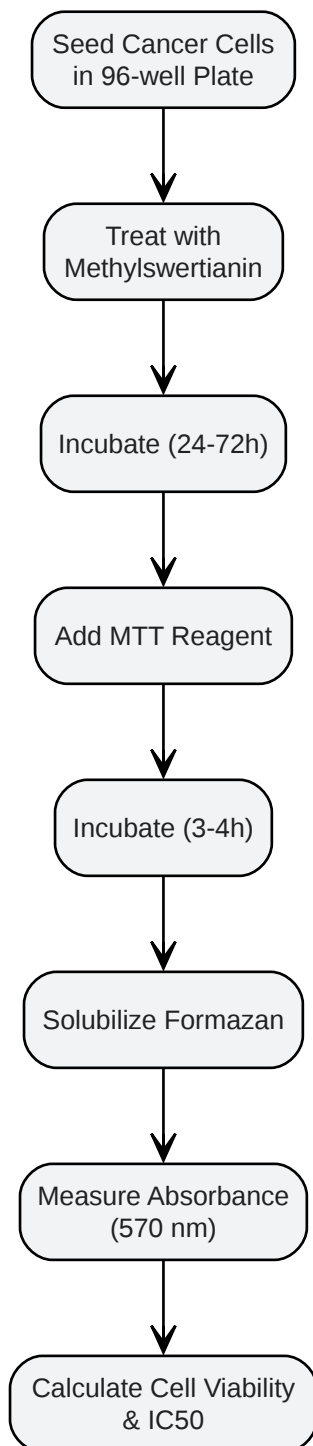 Seed Cancer Cells
in 96-well Plate
Treat with
Methylswertianin
Incubate (24-72h)
Add MTT Reagent
Incubate (3-4h)
Solubilize Formazan
Measure Absorbance
(570 nm)
Calculate Cell Viability
& IC50